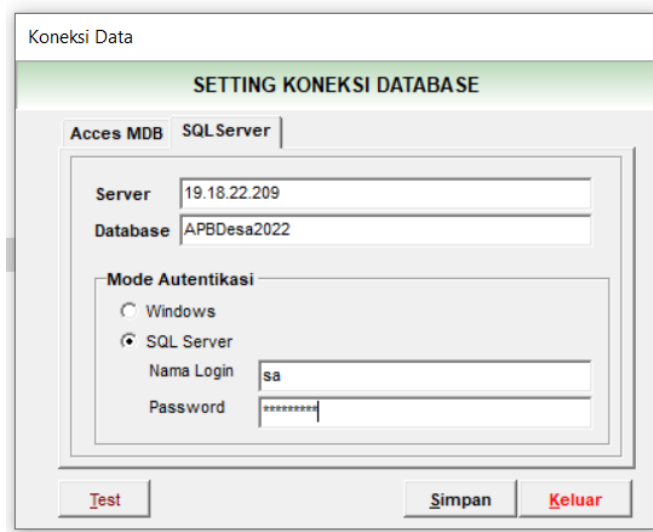 Koneksi Data
SETTING KONEKSI DATABASE
Acces MDB SQLServer
Server 19.18.22.209
Database APBDesa2022
Mode Autentikasi
Windows
SQL Server
Nama Login sa
Password *********
Test Simpan Keluar